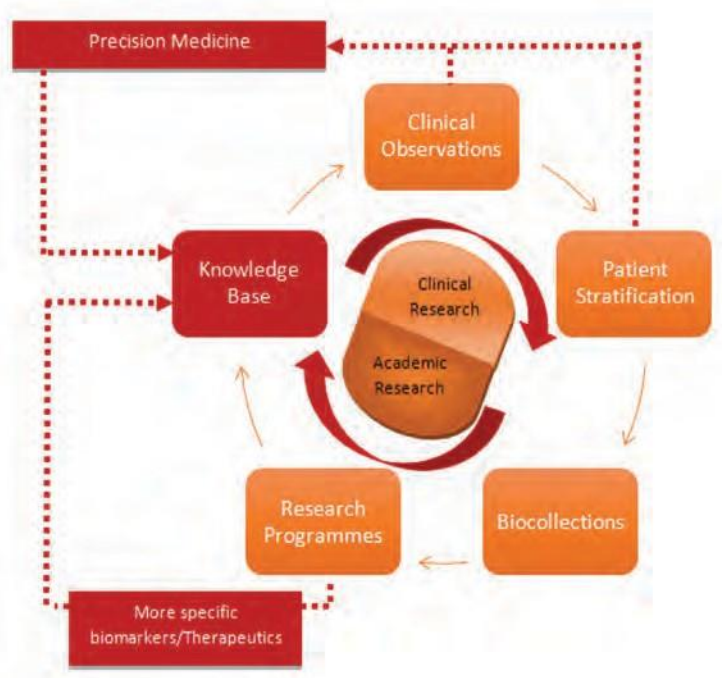 Precision Medicine
Clinical
Observations
Knowledge
Base
Clinical
Research
Patient
Stratification
Academic
Research
Research
Programmes
Biocollections
More specific
biomarkers/Therapeutics